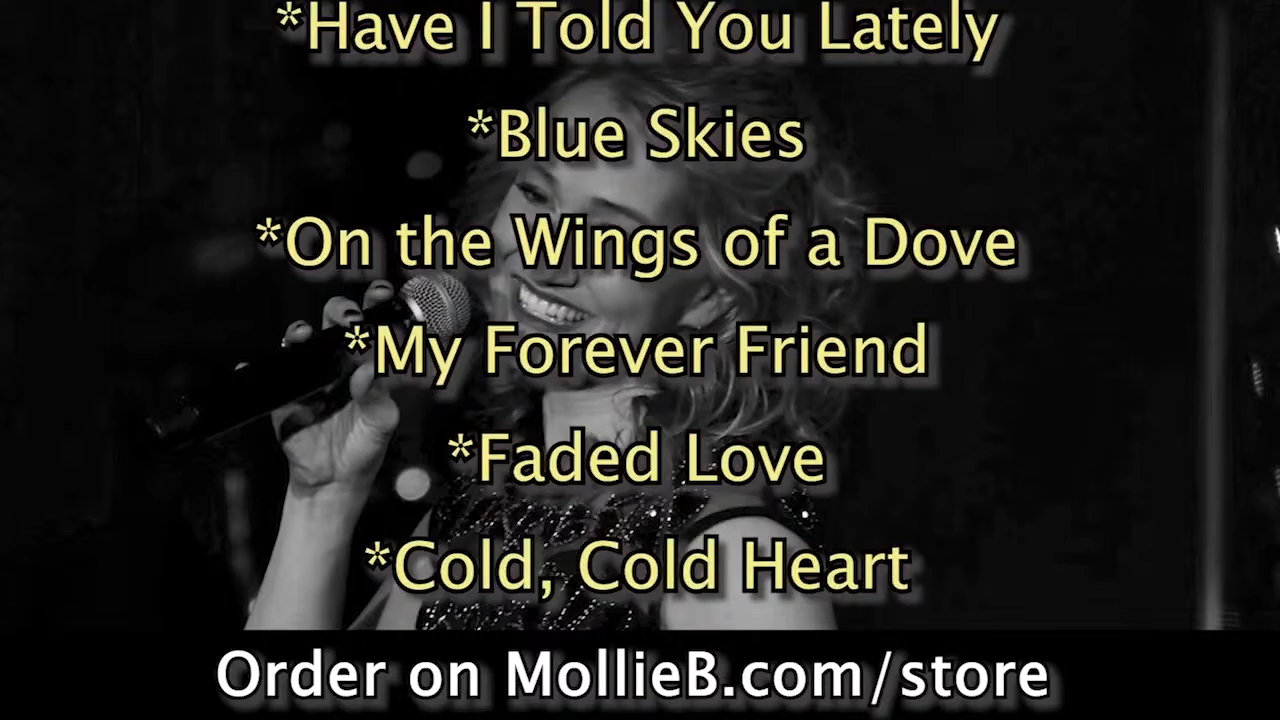 *Have I Told You Lately
*Blue Skies
*On the Wings of a Dove
*My Forever Friend
*Faded Love
*Cold, Cold Heart
Order on MollieB.com/store